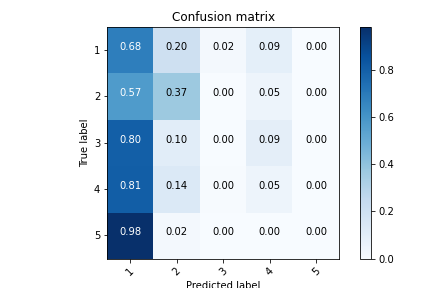 Confusion matrix
1 0.68 0.20 0.02 0.09 0.00
2 0.57 0.37 0.00 0.05 0.00
3 0.80 0.10 0.00 0.09 0.00
4 0.81 0.14 0.00 0.05 0.00
5 0.98 0.02 0.00 0.00 0.00
True label
1 2 3 4 5
Predicted label
0.8
0.6
0.4
0.2
0.0